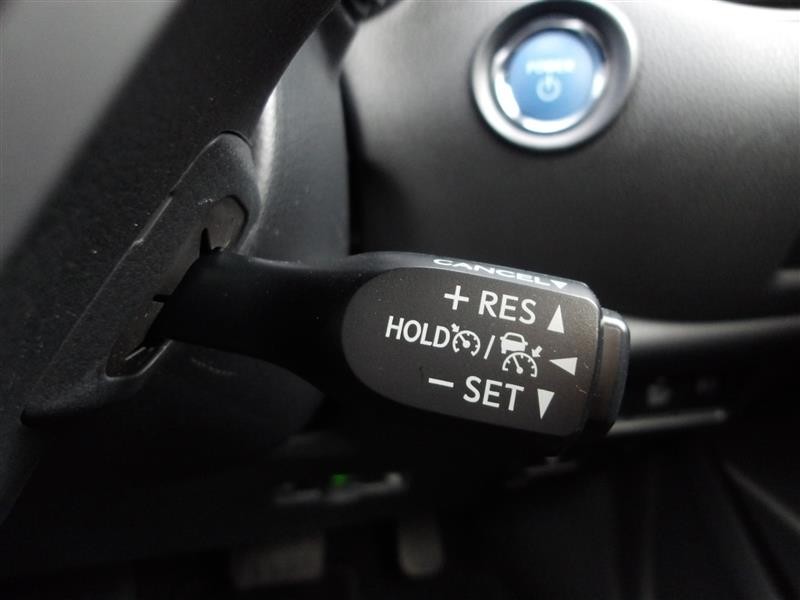 POWER
CANCEL▼
+ RES ▲
HOLD / ◀
− SET ▼